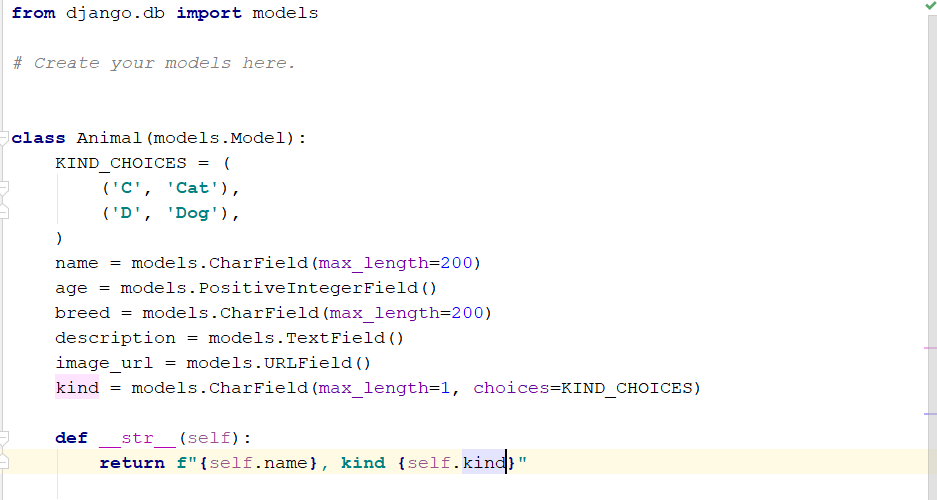 from django.db import models
# Create your models here.
class Animal(models.Model):
    KIND_CHOICES = (
        ('C', 'Cat'),
        ('D', 'Dog'),
    )
    name = models.CharField(max_length=200)
    age = models.PositiveIntegerField()
    breed = models.CharField(max_length=200)
    description = models.TextField()
    image_url = models.URLField()
    kind = models.CharField(max_length=1, choices=KIND_CHOICES)
    def __str__(self):
        return f"{self.name}, kind {self.kind}"